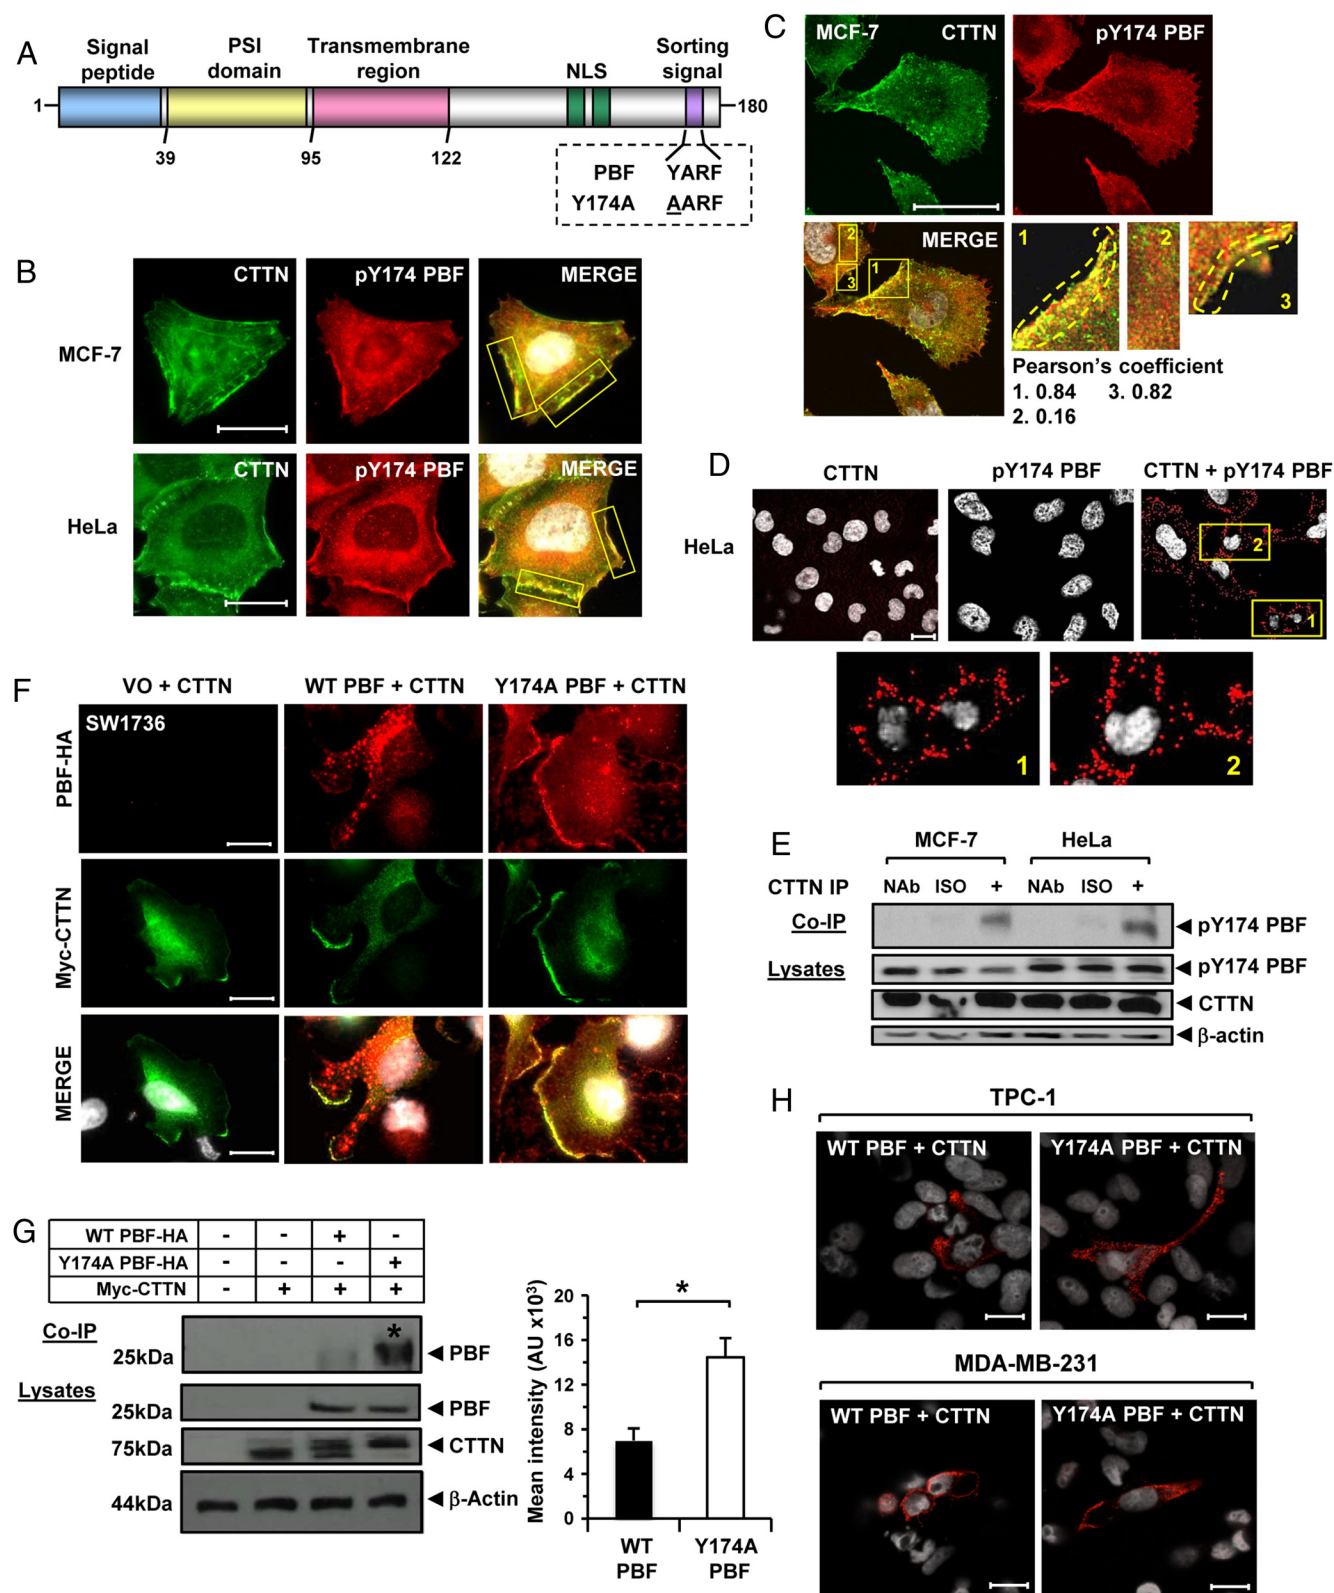 A
Signal peptide
PSI domain
Transmembrane region
NLS
Sorting signal
1
180
39
95
122
PBF YARF
Y174A AARF
B
CTTN
pY174 PBF
MERGE
MCF-7
CTTN
pY174 PBF
MERGE
HeLa
C
MCF-7
CTTN
pY174 PBF
MERGE
2
3
1
1
2
3
Pearson's coefficient
1. 0.84 3. 0.82
2. 0.16
D
CTTN
pY174 PBF
CTTN + pY174 PBF
HeLa
2
1
1
2
E
MCF-7
HeLa
CTTN IP
NAb ISO + NAb ISO +
Co-IP
pY174 PBF
Lysates
pY174 PBF
CTTN
β-actin
F
VO + CTTN
WT PBF + CTTN
Y174A PBF + CTTN
SW1736
PBF-HA
Myc-CTTN
MERGE
G
WT PBF-HA - - + -
Y174A PBF-HA - - - +
Myc-CTTN - + + +
Co-IP
*
25kDa
PBF
Lysates
25kDa
PBF
75kDa
CTTN
44kDa
β-Actin
Mean intensity (AU x10³)
20
16
12
8
4
0
*
WT PBF
Y174A PBF
H
TPC-1
WT PBF + CTTN
Y174A PBF + CTTN
MDA-MB-231
WT PBF + CTTN
Y174A PBF + CTTN